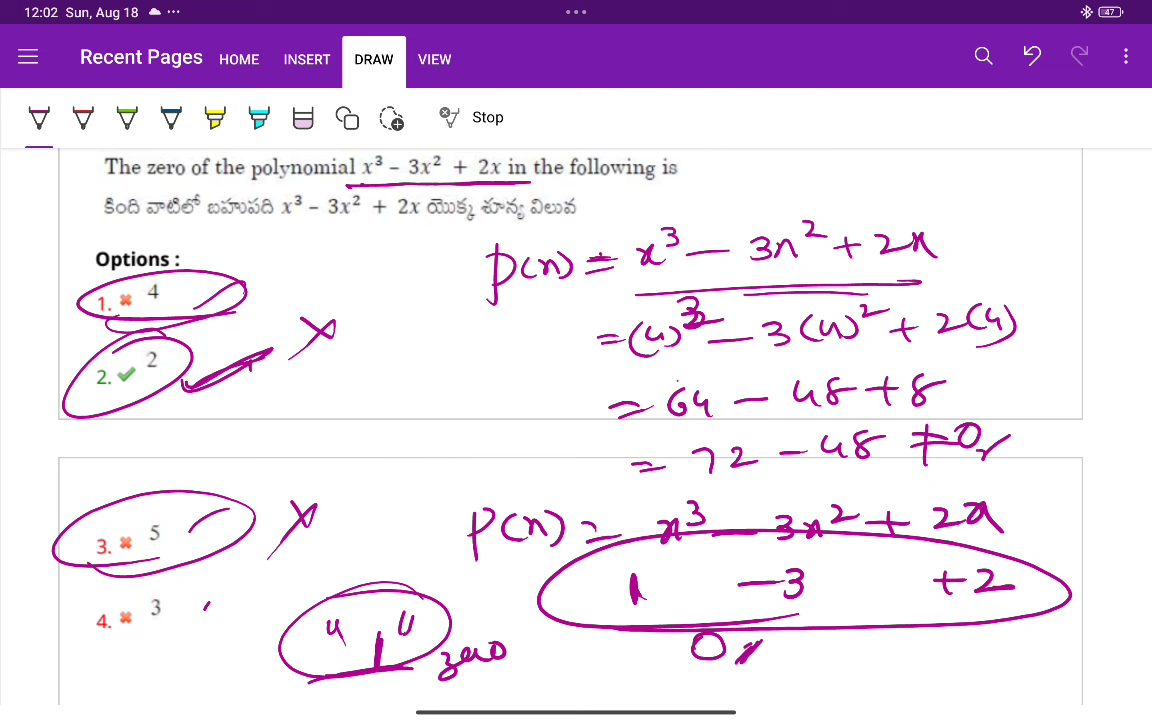 12:02 Sun, Aug 18
47
Recent Pages HOME INSERT DRAW VIEW
Stop
The zero of the polynomial x³ − 3x² + 2x in the following is
కింది వాటిలో బహుపది x³ − 3x² + 2x యొక్క శూన్య విలువ
Options :
1. 4
2. 2
3. 5
4. 3
p(x) = x³ − 3x² + 2x
= (4)³ − 3(4)² + 2(4)
= 64 − 48 + 8
= 72 − 48 ≠ 0
p(x) = x³ − 3x² + 2x
1 −3 +2
0
"1" zero